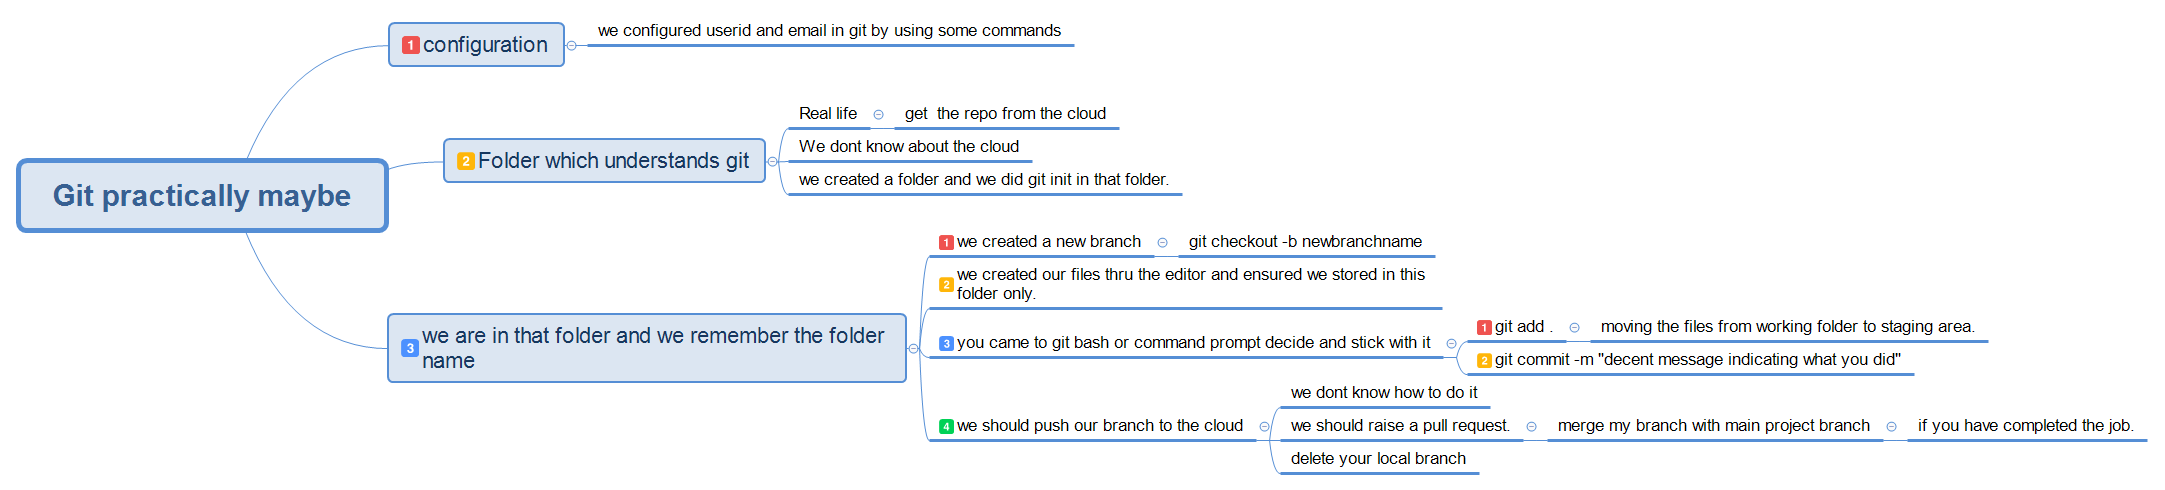 Git practically maybe
1 configuration
we configured userid and email in git by using some commands
2 Folder which understands git
Real life
get  the repo from the cloud
We dont know about the cloud
we created a folder and we did git init in that folder.
3 we are in that folder and we remember the folder
name
1 we created a new branch
git checkout -b newbranchname
2 we created our files thru the editor and ensured we stored in this
folder only.
3 you came to git bash or command prompt decide and stick with it
1 git add .
moving the files from working folder to staging area.
2 git commit -m "decent message indicating what you did"
4 we should push our branch to the cloud
we dont know how to do it
we should raise a pull request.
merge my branch with main project branch
if you have completed the job.
delete your local branch